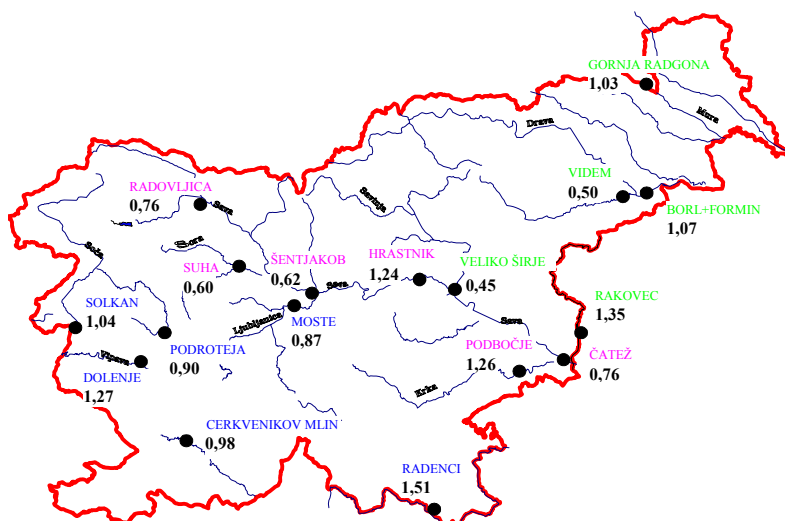 GORNJA RADGONA
1,03
Mura
Drava
VIDEM
0,50
BORL+FORMIN
1,07
RADOVLJICA
0,76
Sava
Savinja
Sora
Soča
SUHA
0,60
ŠENTJAKOB
0,62
HRASTNIK
1,24
VELIKO ŠIRJE
0,45
Sava
SOLKAN
1,04
Ljubljanica
MOSTE
0,87
Sava
RAKOVEC
1,35
PODROTEJA
0,90
Vipava
DOLENJE
1,27
PODBOČJE
1,26
ČATEŽ
0,76
Krka
CERKVENIKOV MLIN
0,98
RADENCI
1,51